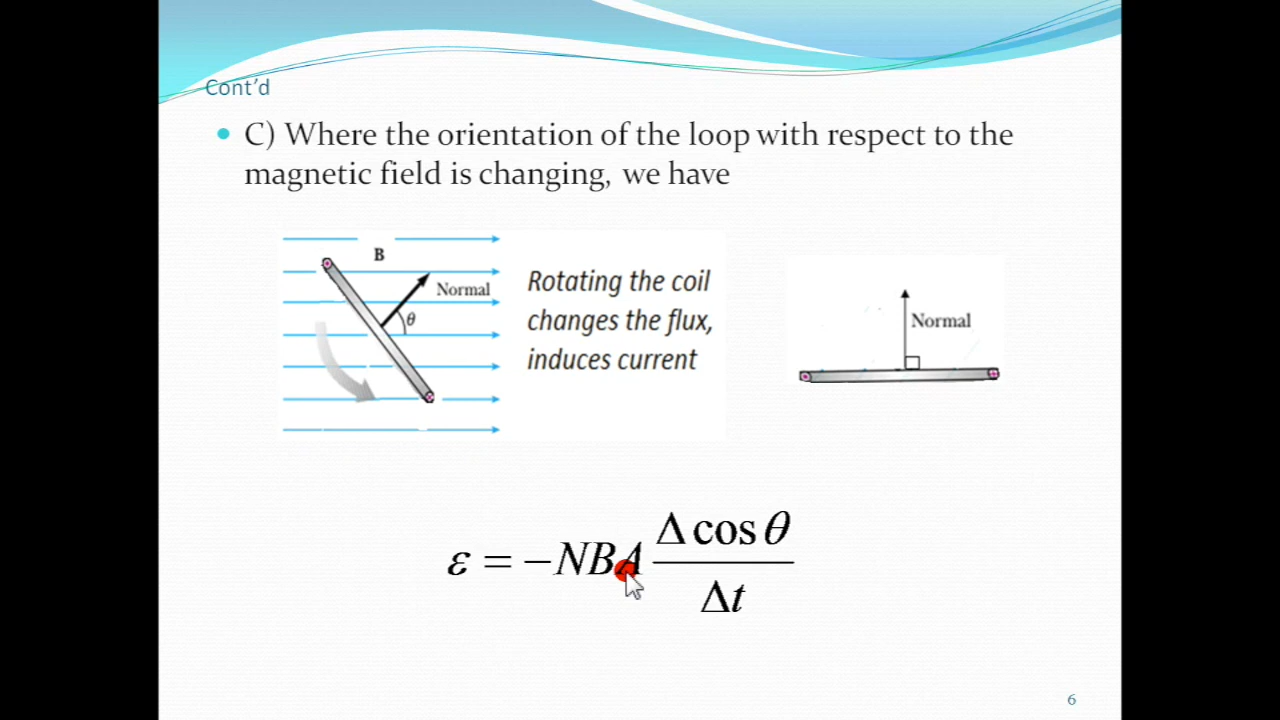 Cont'd
C) Where the orientation of the loop with respect to the
magnetic field is changing, we have
B
Normal
θ
Rotating the coil
changes the flux,
induces current
Normal
ε = −NBA Δ cos θ / Δt
6